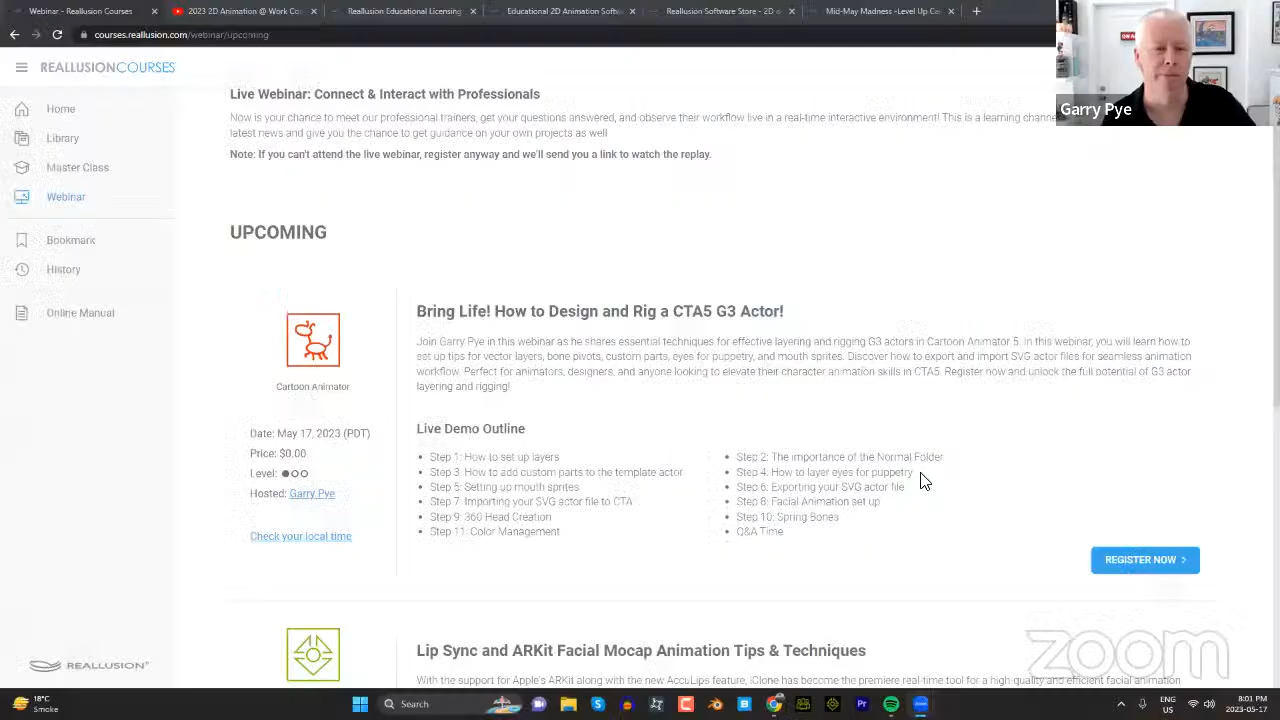 Webinar - Reallusion Courses
2023 2D Animation @ Work Co
Reallusion Educational Licensing
Educational 2D Animation Sof
Reallusion Software Store - 2D a
Mid-May Masters -Level Up Ca
courses.reallusion.com/webinar/upcoming
REALLUSIONCOURSES
Home
Library
Master Class
Webinar
Bookmark
History
Online Manual
REALLUSION
Live Webinar: Connect & Interact with Professionals
Now is your chance to meet professional trainers, get your questions answered, and observe their workflow live in a real-time interactive environment! This is a learning
latest news and give you the chance to get guidance on your own projects as well
Note: If you can't attend the live webinar, register anyway and we'll send you a link to watch the replay.
UPCOMING
Cartoon Animator
Date: May 17, 2023 (PDT)
Price: $0.00
Level:
Hosted: Garry Pye
Check your local time
Bring Life! How to Design and Rig a CTA5 G3 Actor!
Join Garry Pye in this webinar as he shares essential techniques for effective layering and rigging G3 actors in Cartoon Animator 5. In this webinar, you will learn how to
set up tips for vector layers, bone pivots, custom parts, eyes for puppetry, and mouth sprites. Discover how to export and import SVG actor files for seamless animation
workflow. Perfect for animators, designers, and anyone looking to elevate their character animation skills in CTA5. Register now and unlock the full potential of G3 actor
layering and rigging!
Live Demo Outline
Step 1: How to set up layers
Step 2: The importance of the Normal Folder
Step 3: How to add custom parts to the template actor
Step 4: How to layer eyes for puppetry
Step 5: Setting up mouth sprites
Step 6: Exporting your SVG actor file
Step 7: Importing your SVG actor file to CTA
Step 8: Facial Animation set up
Step 9: 360 Head Creation
Step 10: Spring Bones
Step 11: Color Management
Q&A Time
REGISTER NOW
Lip Sync and ARKit Facial Mocap Animation Tips & Techniques
With the support for Apple's ARKit along with the new AccuLips feature, iClone has become the premiere real-time tool for a high-quality and efficient facial animation
Garry Pye
zoom
18°C
Smoke
Search
ENG
US
8:01 PM
2023-05-17